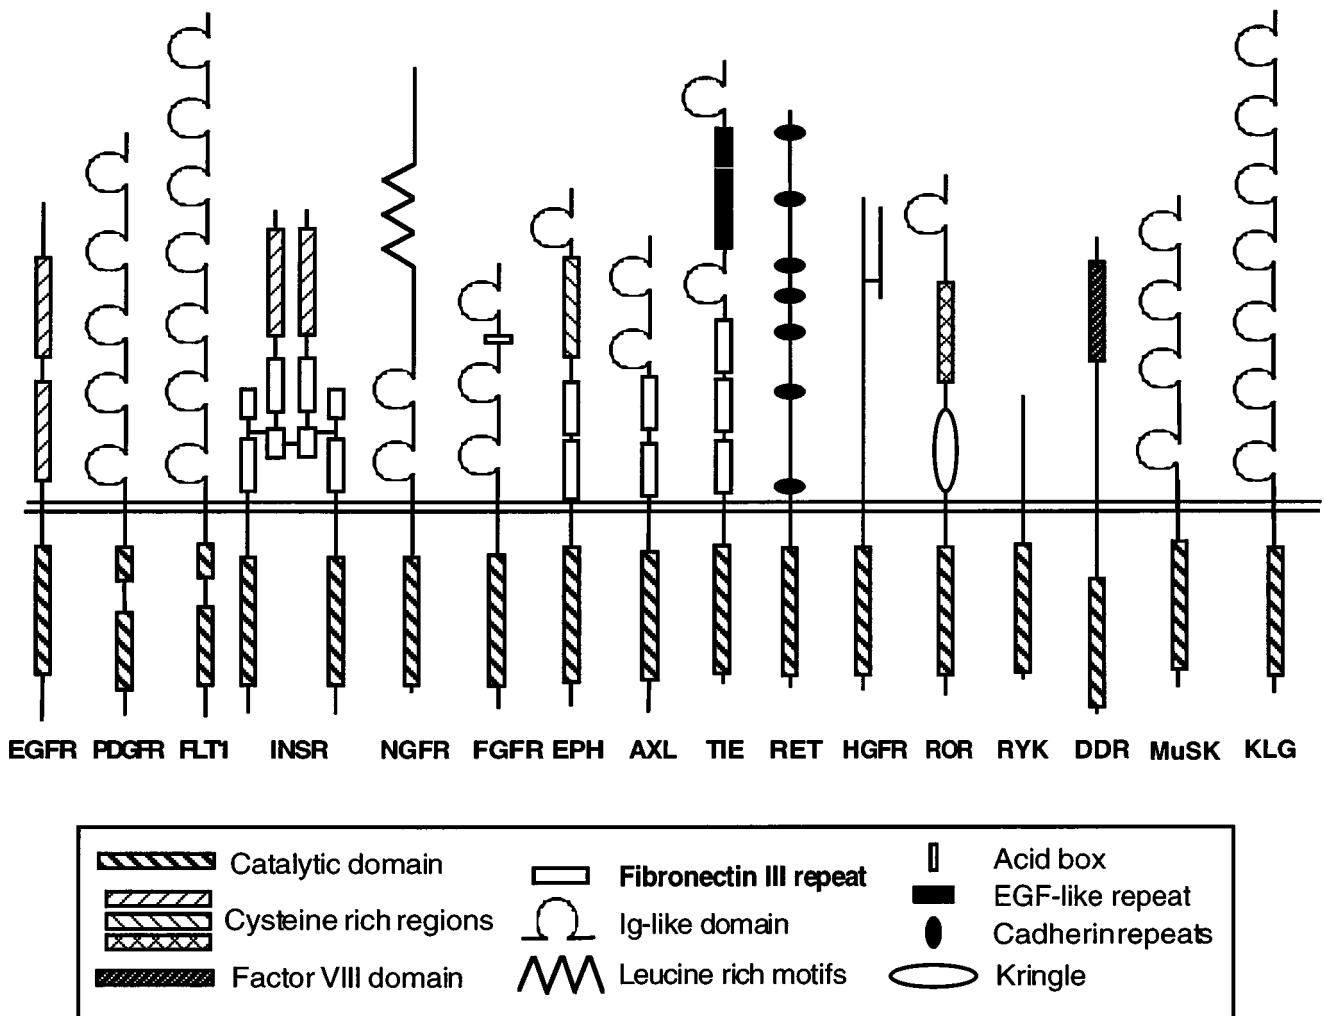 EGFR PDGFR FLT1 INSR NGFR FGFR EPH AXL TIE RET HGFR ROR RYK DDR MuSK KLG
Catalytic domain
Cysteine rich regions
Factor VIII domain
Fibronectin III repeat
Ig-like domain
Leucine rich motifs
Acid box
EGF-like repeat
Cadherin repeats
Kringle